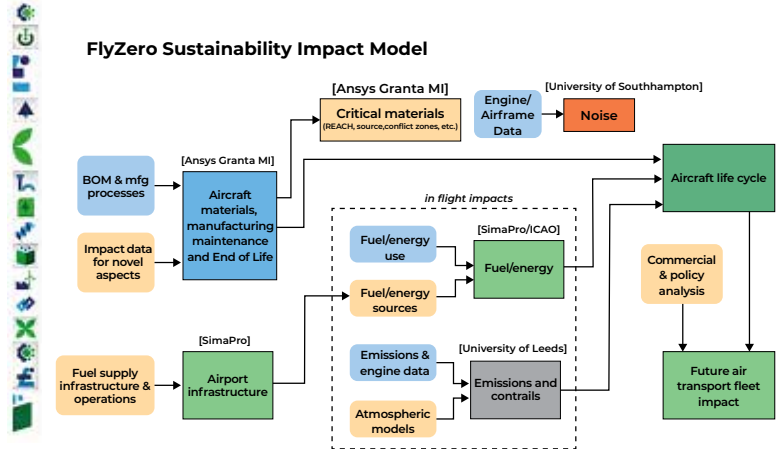 FlyZero Sustainability Impact Model
[Ansys Granta MI]
Critical materials
(REACH, source,conflict zones, etc.)
Engine/
Airframe
Data
[University of Southhampton]
Noise
BOM & mfg
processes
[Ansys Granta MI]
Aircraft
materials,
manufacturing
maintenance
and End of Life
Impact data
for novel
aspects
Aircraft life cycle
in flight impacts
Fuel/energy
use
[SimaPro/ICAO]
Fuel/energy
Fuel/energy
sources
Commercial
& policy
analysis
[SimaPro]
Fuel supply
infrastructure &
operations
Airport
infrastructure
Emissions &
engine data
[University of Leeds]
Emissions and
contrails
Atmospheric
models
Future air
transport fleet
impact